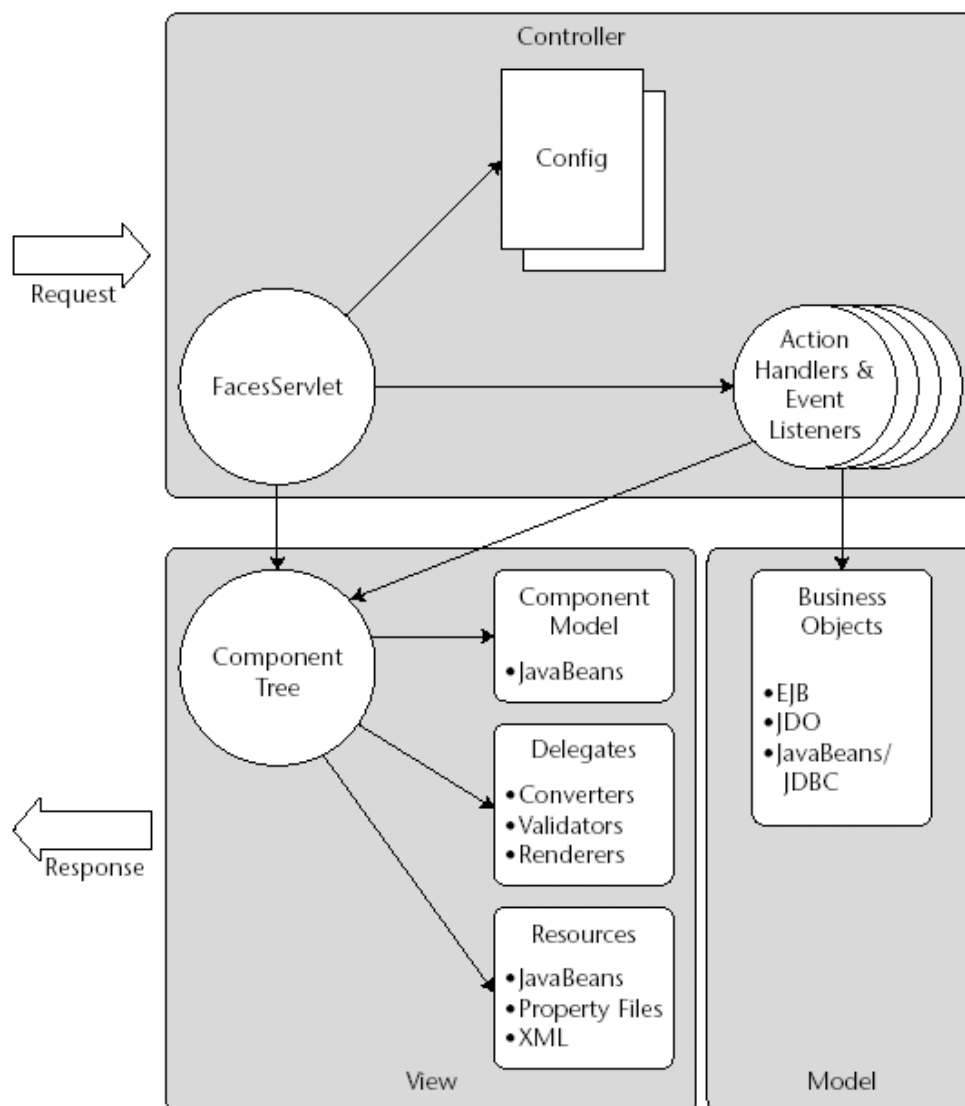 Controller
Config
Request
FacesServlet
Action
Handlers &
Event
Listeners
Component
Tree
Component
Model
•JavaBeans
Delegates
•Converters
•Validators
•Renderers
Resources
•JavaBeans
•Property Files
•XML
Business
Objects
•EJB
•JDO
•JavaBeans/
JDBC
Response
View
Model